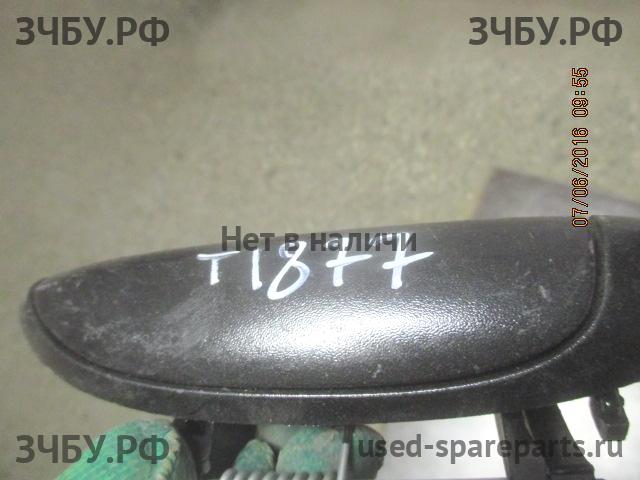 ЗЧБУ.РФ
ЗЧБУ.РФ
07/06/2016 09:55
Нет в наличи
T1877
ЗЧБУ.РФ
used-spareparts.ru